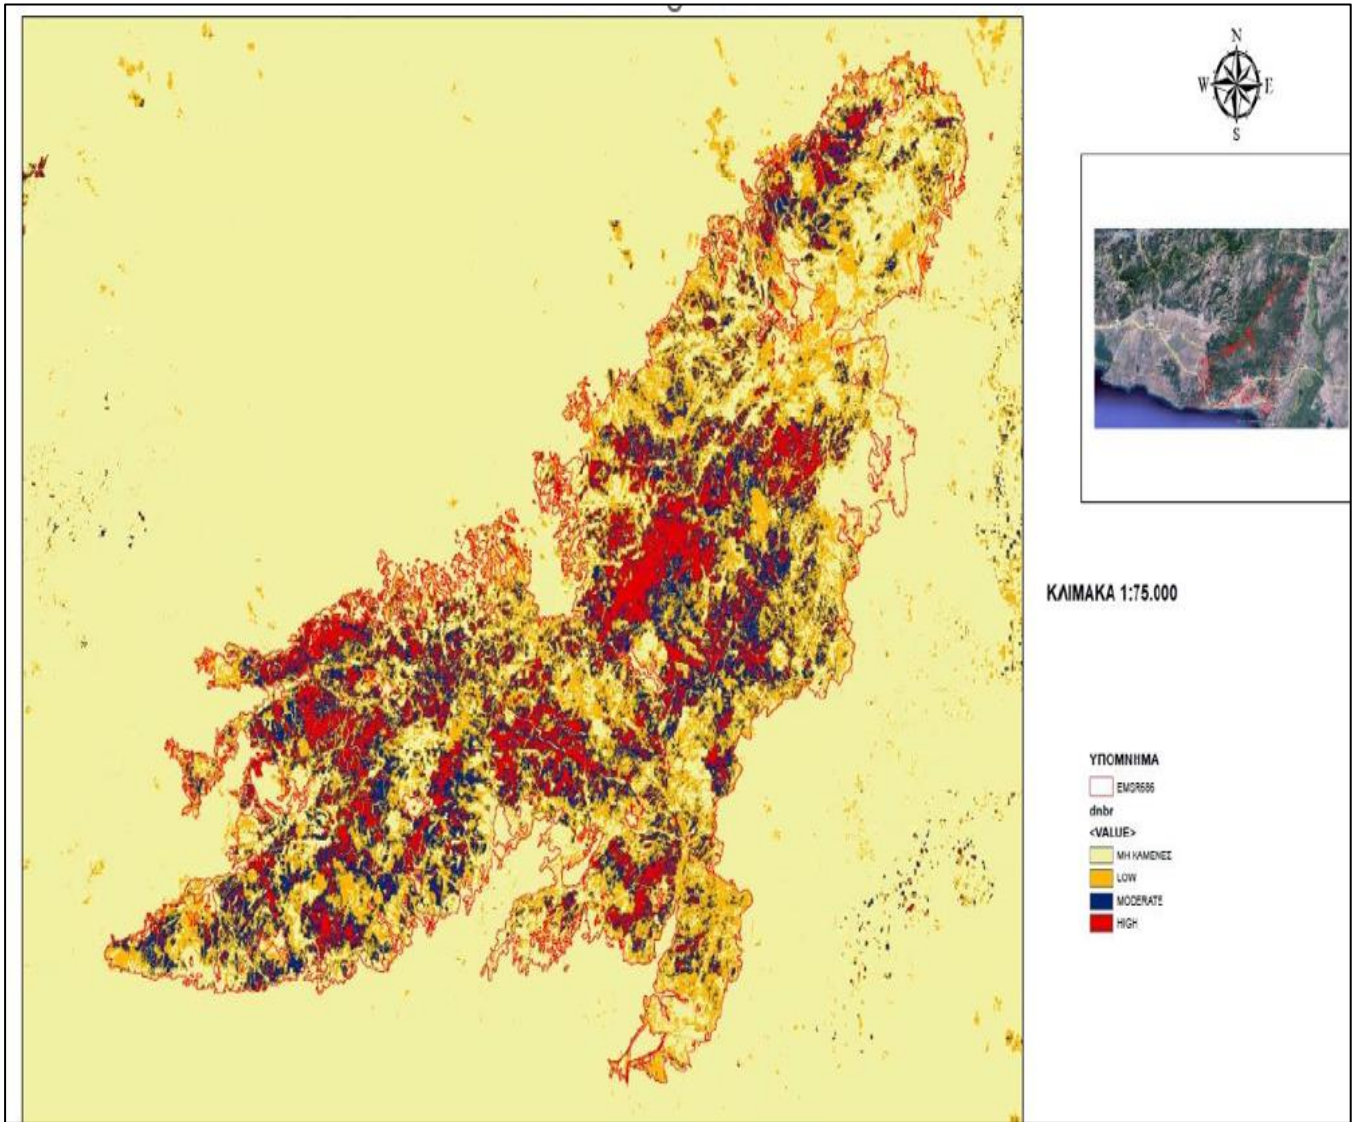 N
W E
S
ΚΛΙΜΑΚΑ 1:75.000
ΥΠΟΜΝΗΜΑ
EMSR686
dnbr
<VALUE>
ΜΗ ΚΑΜΕΝΕΣ
LOW
MODERATE
HIGH